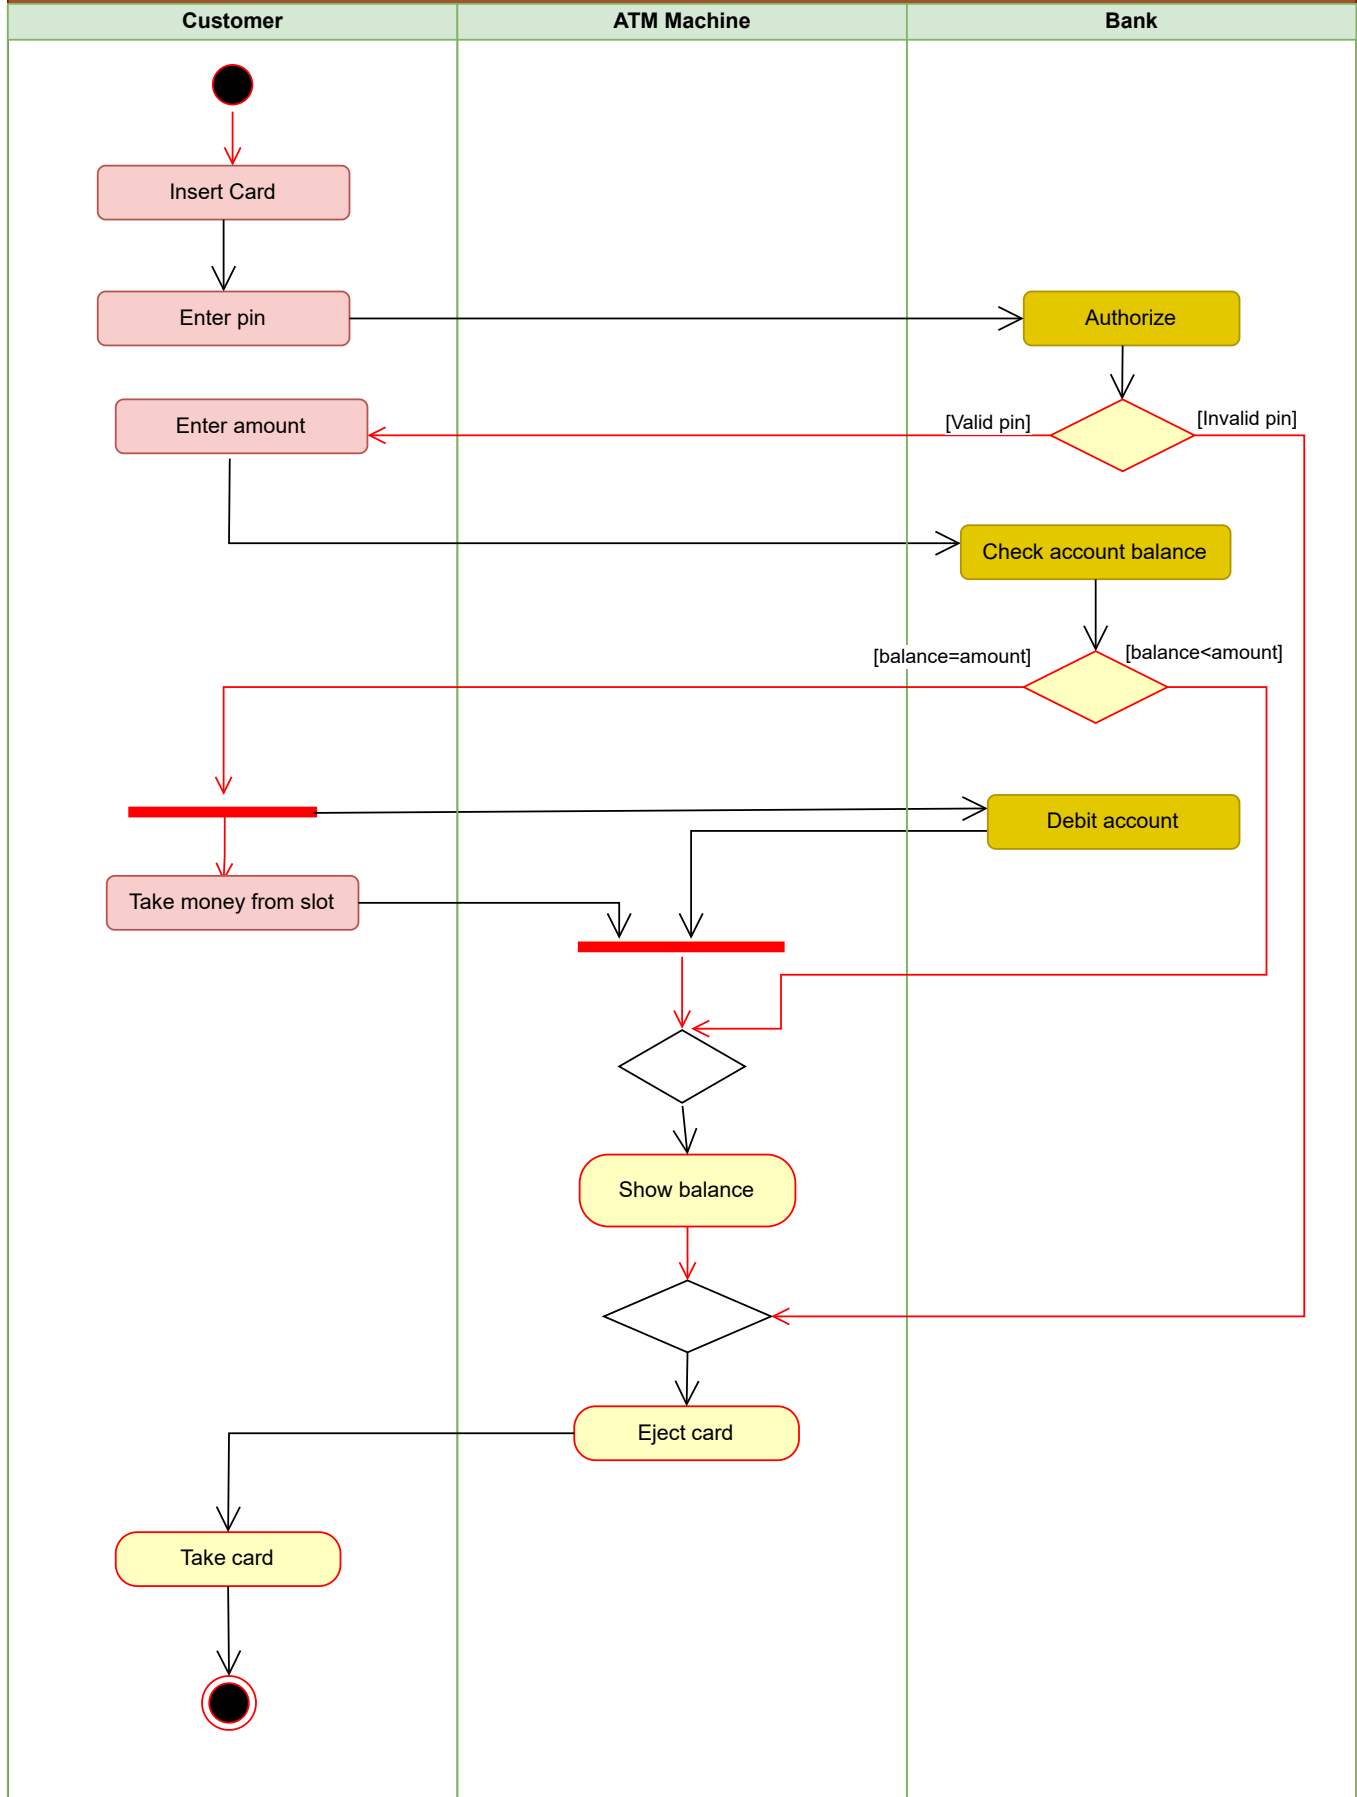 Customer
ATM Machine
Bank
Insert Card
Enter pin
Authorize
Enter amount
[Valid pin]
[Invalid pin]
Check account balance
[balance=amount]
[balance<amount]
Debit account
Take money from slot
Show balance
Eject card
Take card